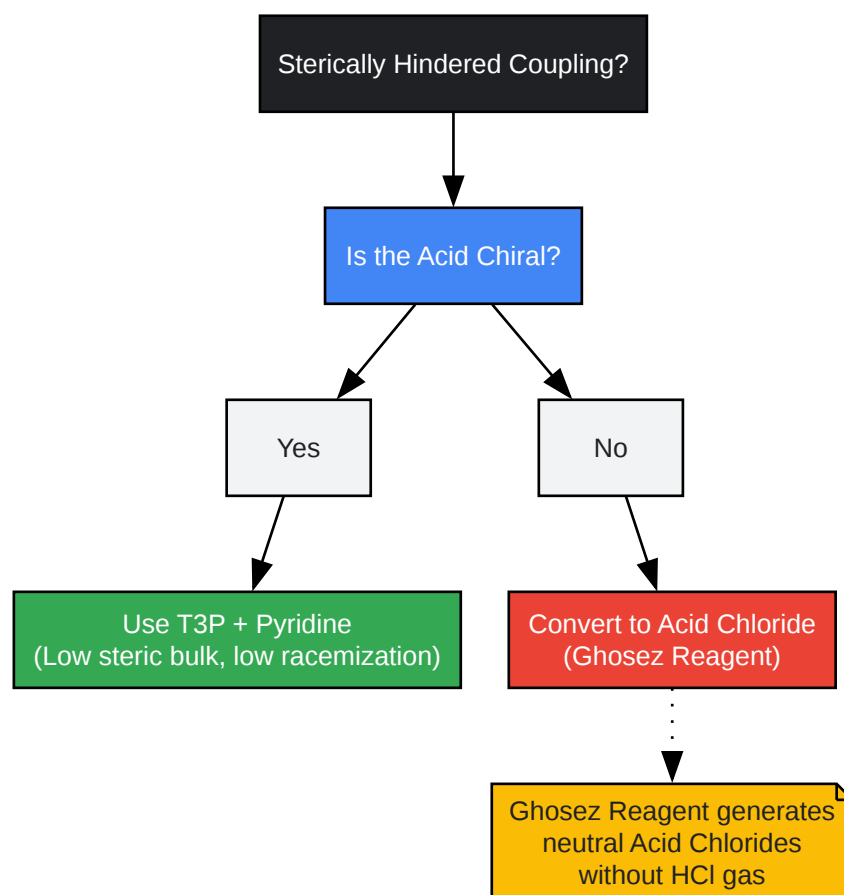 Sterically Hindered Coupling?
Is the Acid Chiral?
Yes
No
Use T3P + Pyridine
(Low steric bulk, low racemization)
Convert to Acid Chloride
(Ghosez Reagent)
Ghosez Reagent generates
neutral Acid Chlorides
without HCl gas